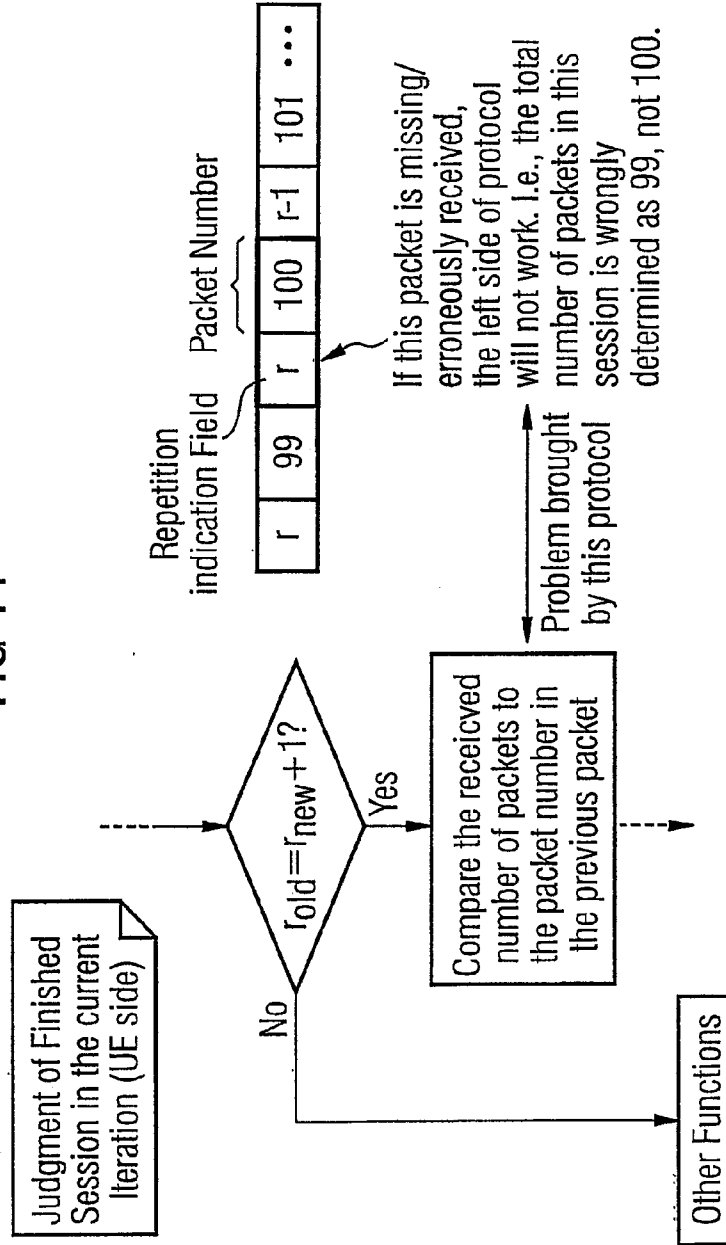 Judgment of Finished
Session in the current
Iteration (UE side)
r_old=r_new+1?
No
Yes
Compare the receicved
number of packets to
the packet number in
the previous packet
Other Functions
Problem brought
by this protocol
Repetition
indication Field
Packet Number
r 99 r 100 r-1 101 ...
If this packet is missing/
erroneously received,
the left side of protocol
will not work. I.e., the total
number of packets in this
session is wrongly
determined as 99, not 100.